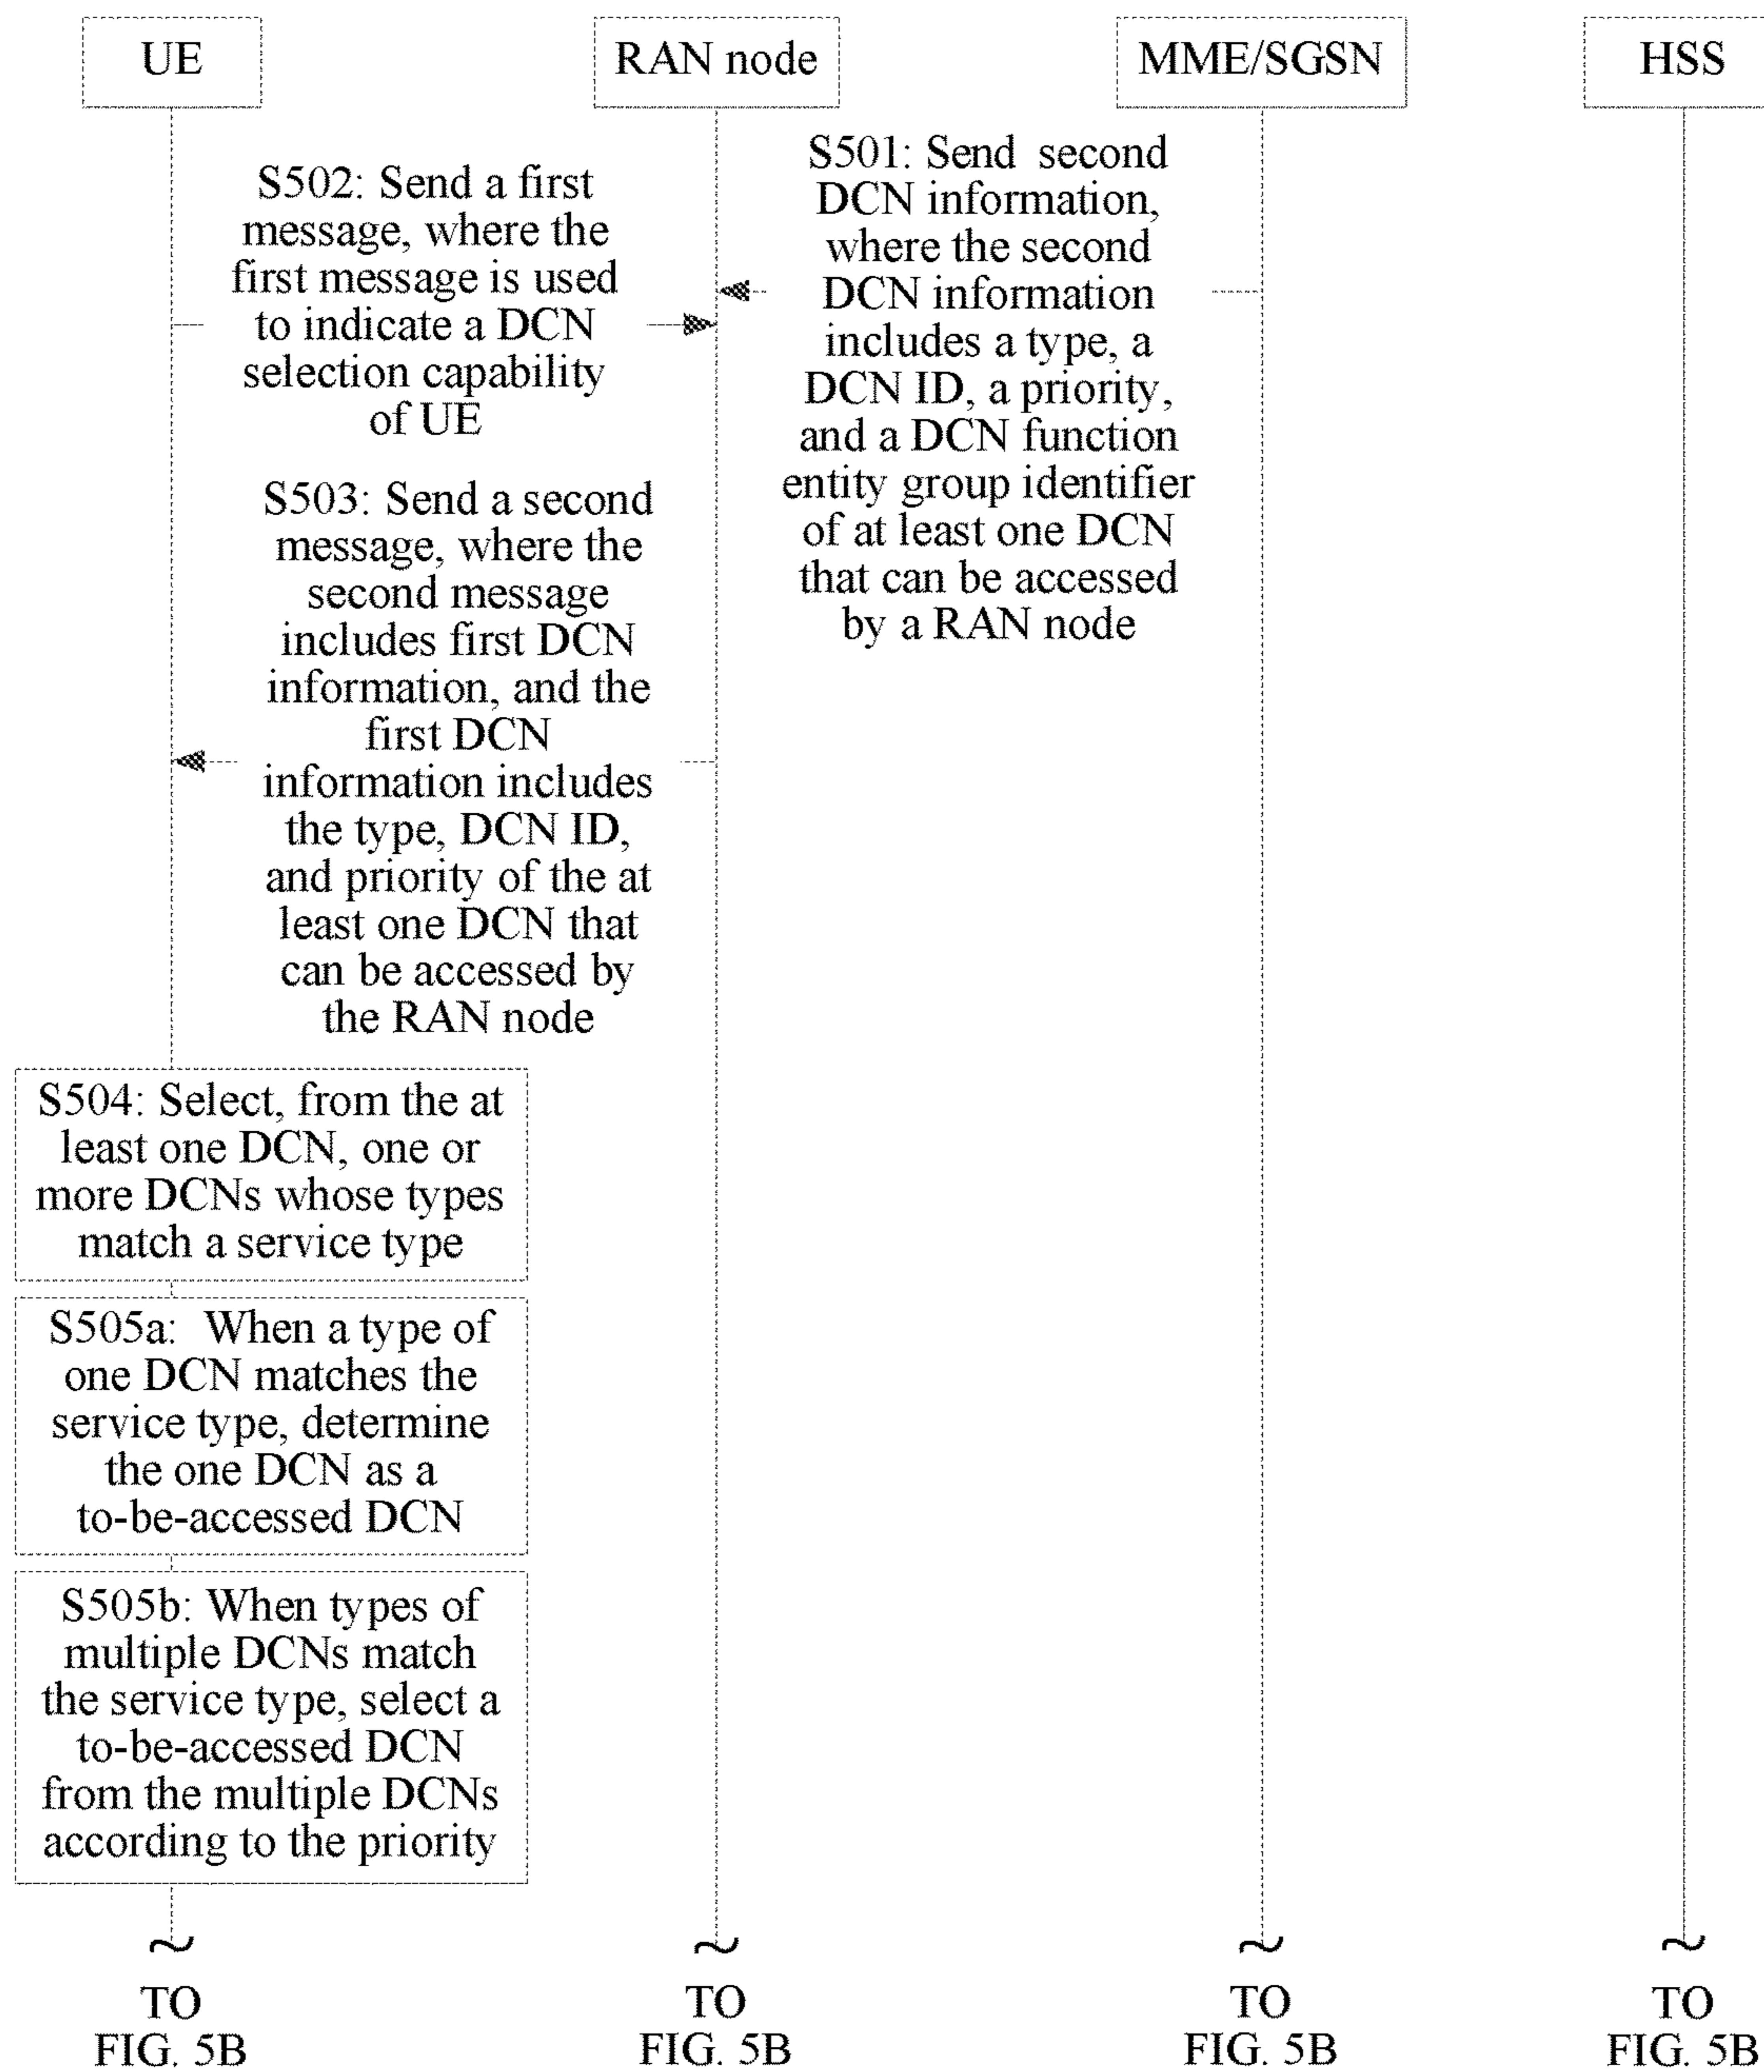 UE
RAN node
MME/SGSN
HSS
S501: Send second
DCN information,
where the second
DCN information
includes a type, a
DCN ID, a priority,
and a DCN function
entity group identifier
of at least one DCN
that can be accessed
by a RAN node
S502: Send a first
message, where the
first message is used
to indicate a DCN
selection capability
of UE
S503: Send a second
message, where the
second message
includes first DCN
information, and the
first DCN
information includes
the type, DCN ID,
and priority of the at
least one DCN that
can be accessed by
the RAN node
S504: Select, from the at
least one DCN, one or
more DCNs whose types
match a service type
S505a: When a type of
one DCN matches the
service type, determine
the one DCN as a
to-be-accessed DCN
S505b: When types of
multiple DCNs match
the service type, select a
to-be-accessed DCN
from the multiple DCNs
according to the priority
TO
FIG. 5B
TO
FIG. 5B
TO
FIG. 5B
TO
FIG. 5B